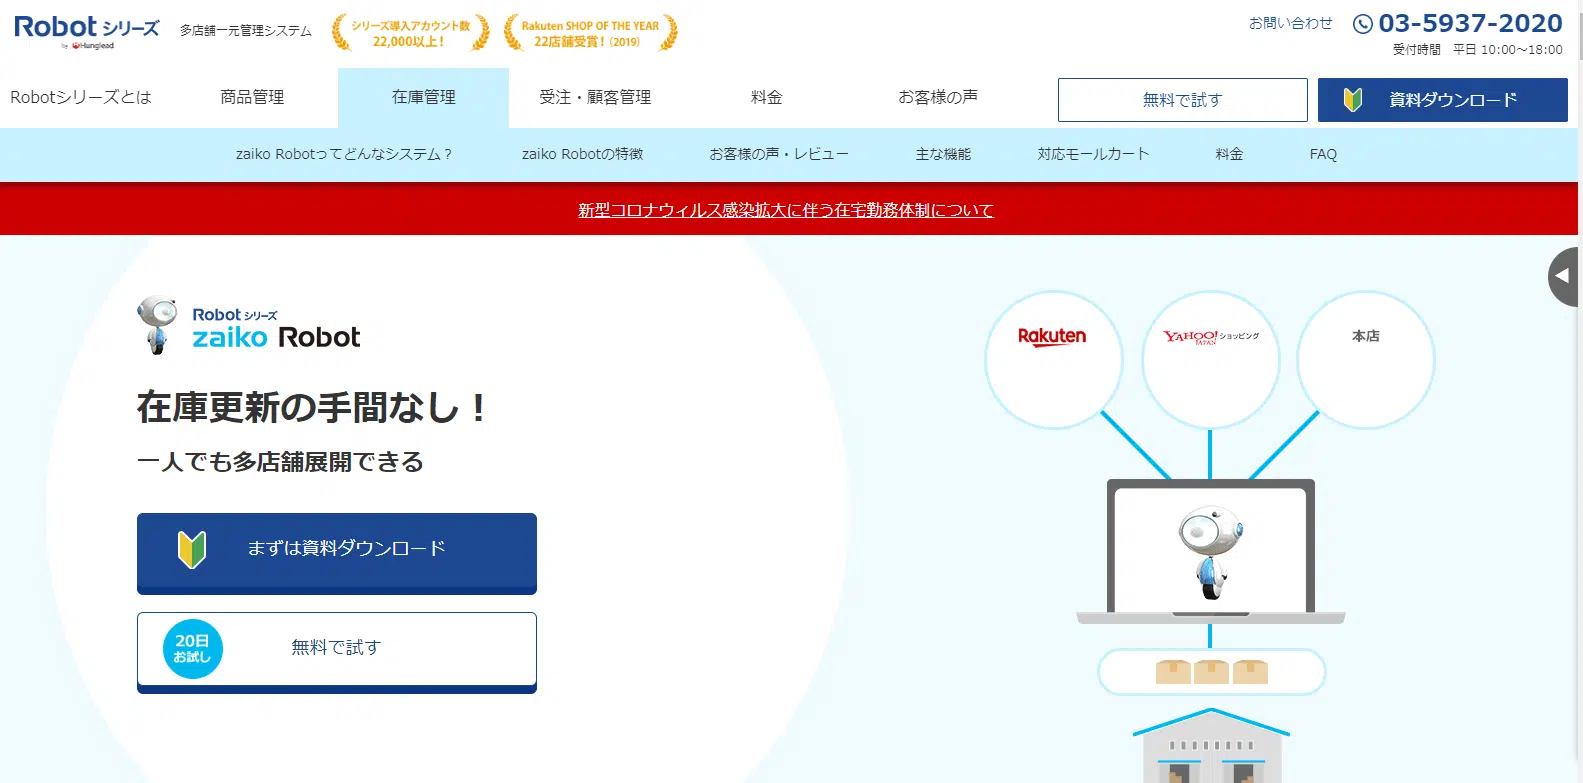 Robot シリーズ
by Hunglead
多店舗一元管理システム
シリーズ導入アカウント数
22,000以上！
Rakuten SHOP OF THE YEAR
22店舗受賞！(2019)
お問い合わせ
03-5937-2020
受付時間　平日 10:00～18:00
Robotシリーズとは
商品管理
在庫管理
受注・顧客管理
料金
お客様の声
無料で試す
資料ダウンロード
zaiko Robotってどんなシステム？
zaiko Robotの特徴
お客様の声・レビュー
主な機能
対応モールカート
料金
FAQ
新型コロナウィルス感染拡大に伴う在宅勤務体制について
Robot シリーズ
zaiko Robot
在庫更新の手間なし！
一人でも多店舗展開できる
まずは資料ダウンロード
20日
お試し
無料で試す
Rakuten
YAHOO! ショッピング
JAPAN
本店